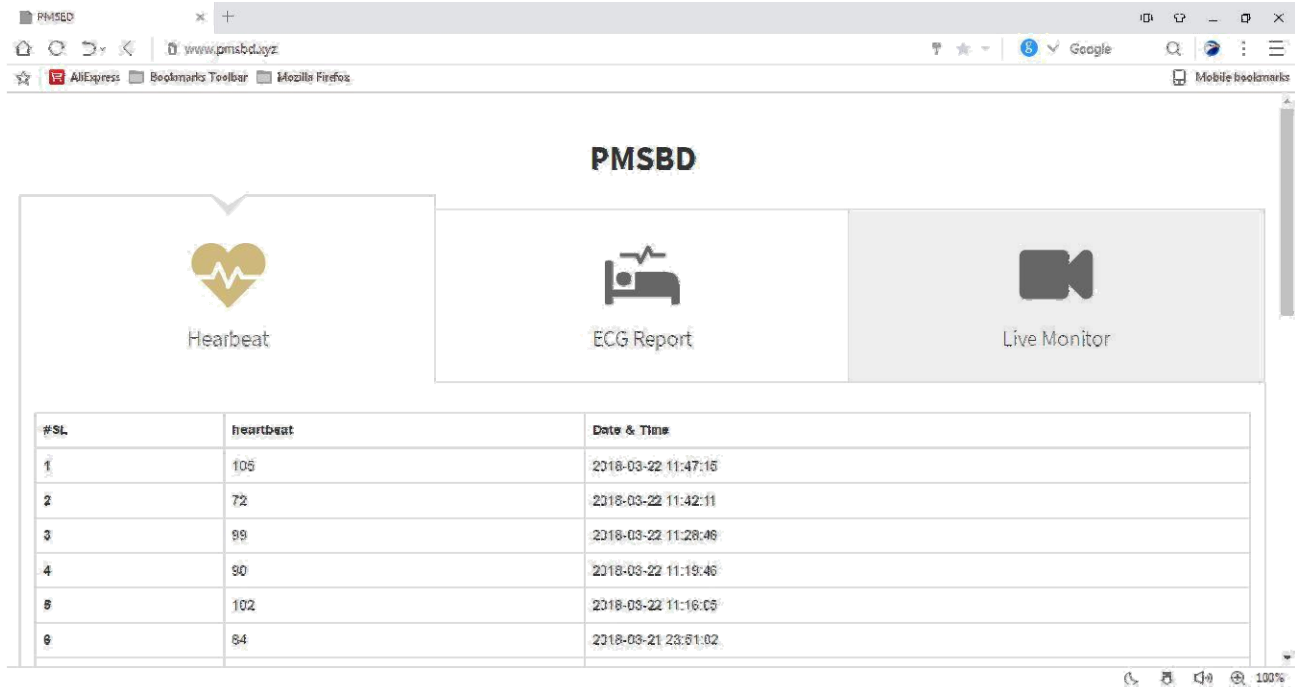 PMSBD
www.pmsbd.xyz
Google
AliExpress Bookmarks Toolbar Mozilla Firefox Mobile bookmarks
PMSBD
Hearbeat ECG Report Live Monitor
#SL heartbeat Date & Time
1 105 2018-03-22 11:47:15
2 72 2018-03-22 11:42:11
3 99 2018-03-22 11:28:46
4 90 2018-03-22 11:19:46
5 102 2018-03-22 11:16:05
6 84 2018-03-21 23:51:02
100%